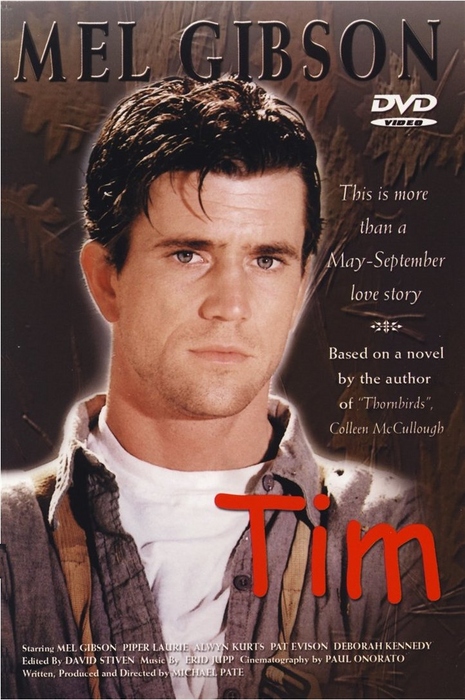 MEL GIBSON
DVD
VIDEO
This is more
than a
May-September
love story
Based on a novel
by the author
of "Thornbirds",
Colleen McCullough
Tim
Starring MEL GIBSON PIPER LAURIE ALWYN KURTS PAT EVISON DEBORAH KENNEDY
Edited By DAVID STIVEN Music By ERID JUPP Cinematography by PAUL ONORATO
Written, Produced and Directed by MICHAEL PATE